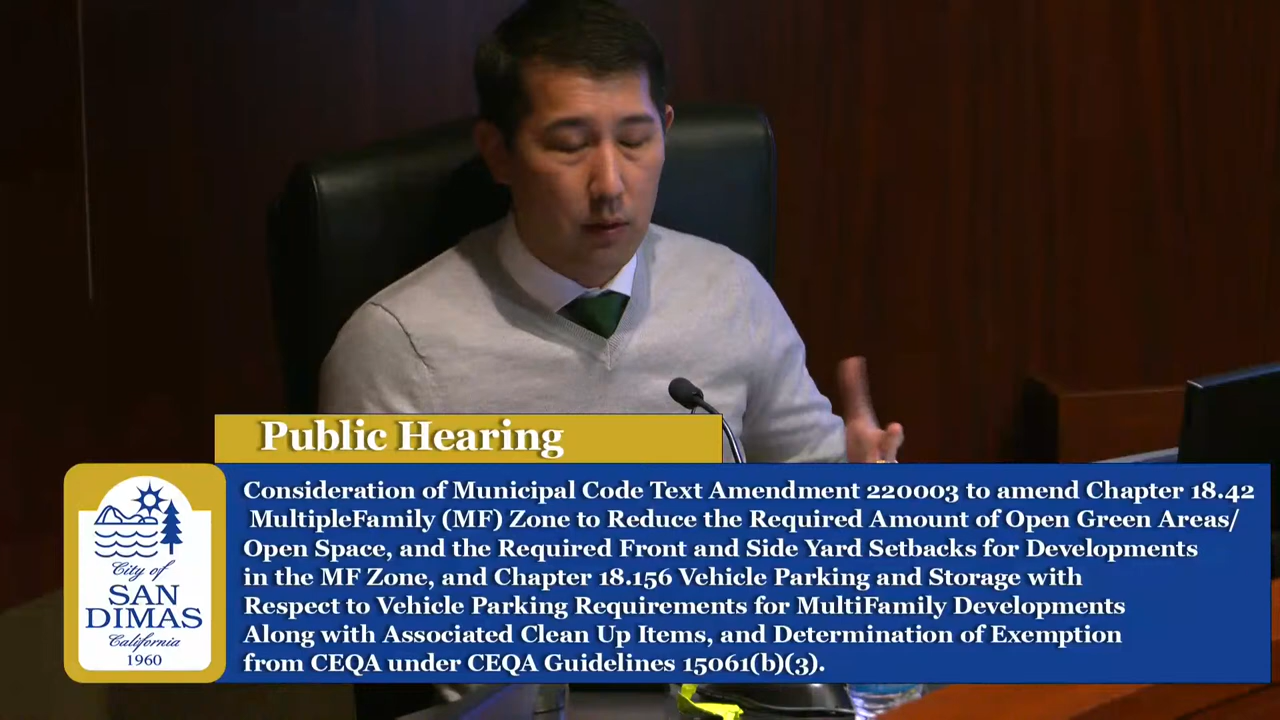 Public Hearing
Consideration of Municipal Code Text Amendment 220003 to amend Chapter 18.42
MultipleFamily (MF) Zone to Reduce the Required Amount of Open Green Areas/
Open Space, and the Required Front and Side Yard Setbacks for Developments
in the MF Zone, and Chapter 18.156 Vehicle Parking and Storage with
Respect to Vehicle Parking Requirements for MultiFamily Developments
Along with Associated Clean Up Items, and Determination of Exemption
from CEQA under CEQA Guidelines 15061(b)(3).
City of
SAN
DIMAS
California
1960